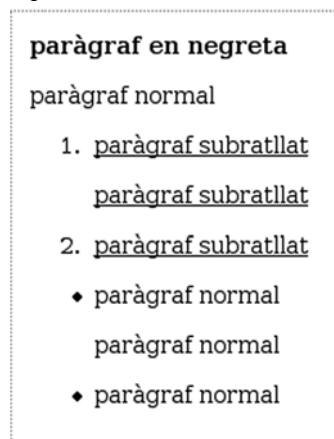 paràgraf en negreta
paràgraf normal
1. paràgraf subratllat
paràgraf subratllat
2. paràgraf subratllat
◆ paràgraf normal
paràgraf normal
◆ paràgraf normal